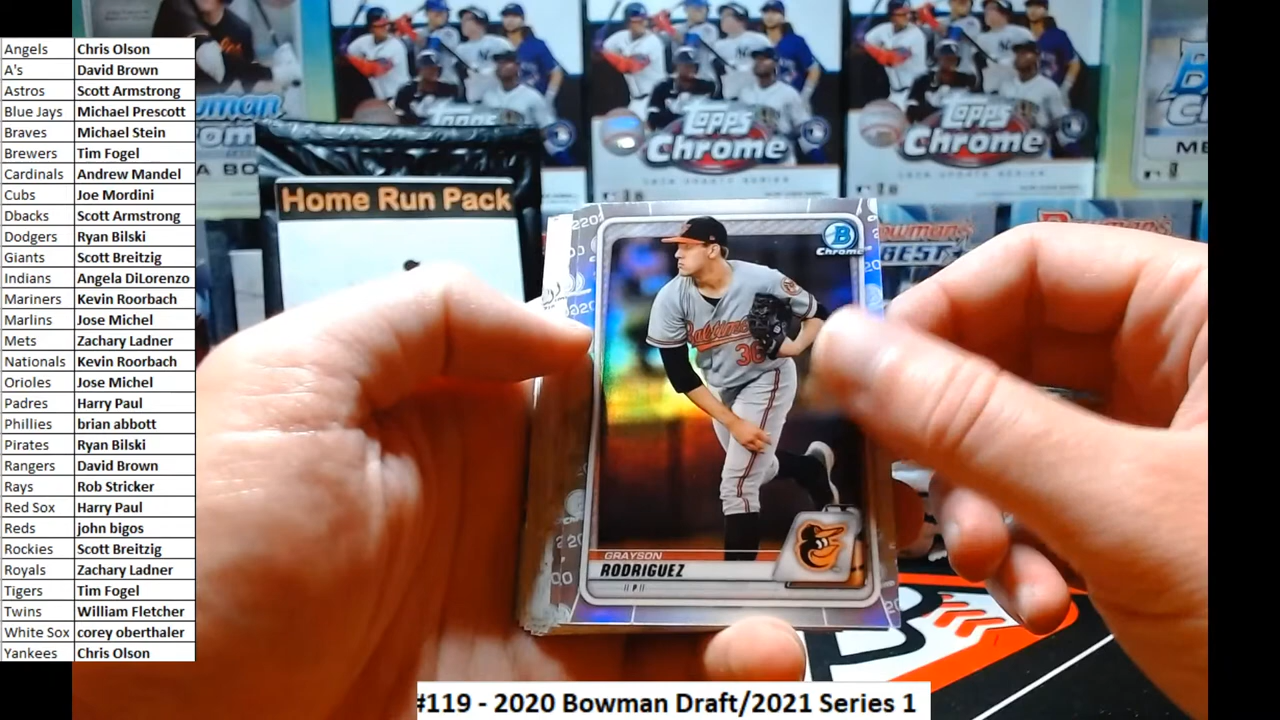 Angels Chris Olson
A's David Brown
Astros Scott Armstrong
Blue Jays Michael Prescott
Braves Michael Stein
Brewers Tim Fogel
Cardinals Andrew Mandel
Cubs Joe Mordini
Dbacks Scott Armstrong
Dodgers Ryan Bilski
Giants Scott Breitzig
Indians Angela DiLorenzo
Mariners Kevin Roorbach
Marlins Jose Michel
Mets Zachary Ladner
Nationals Kevin Roorbach
Orioles Jose Michel
Padres Harry Paul
Phillies brian abbott
Pirates Ryan Bilski
Rangers David Brown
Rays Rob Stricker
Red Sox Harry Paul
Reds john bigos
Rockies Scott Breitzig
Royals Zachary Ladner
Tigers Tim Fogel
Twins William Fletcher
White Sox corey oberthaler
Yankees Chris Olson
Topps
Chrome
Topps
Chrome
Home Run Pack
BEST
B
Chrome
Baltimore
36
GRAYSON
RODRIGUEZ
P
#119 - 2020 Bowman Draft/2021 Series 1